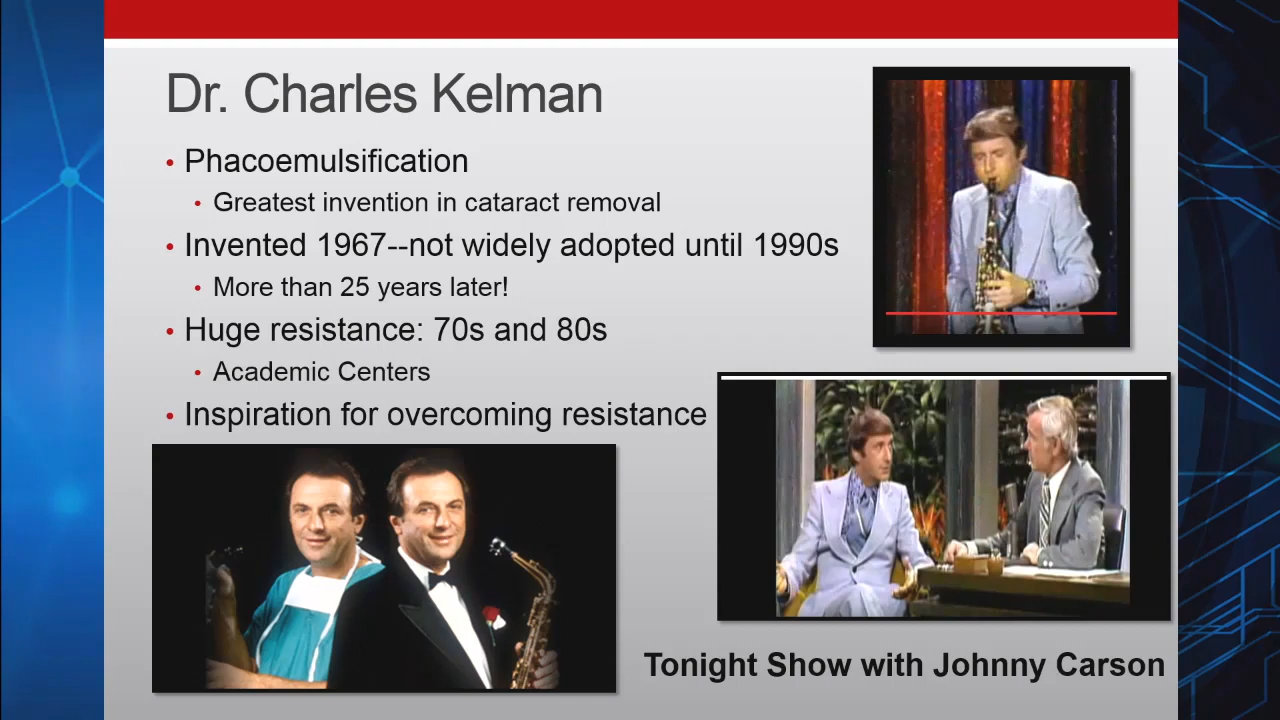 Dr. Charles Kelman
• Phacoemulsification
• Greatest invention in cataract removal
• Invented 1967--not widely adopted until 1990s
• More than 25 years later!
• Huge resistance: 70s and 80s
• Academic Centers
• Inspiration for overcoming resistance
Tonight Show with Johnny Carson